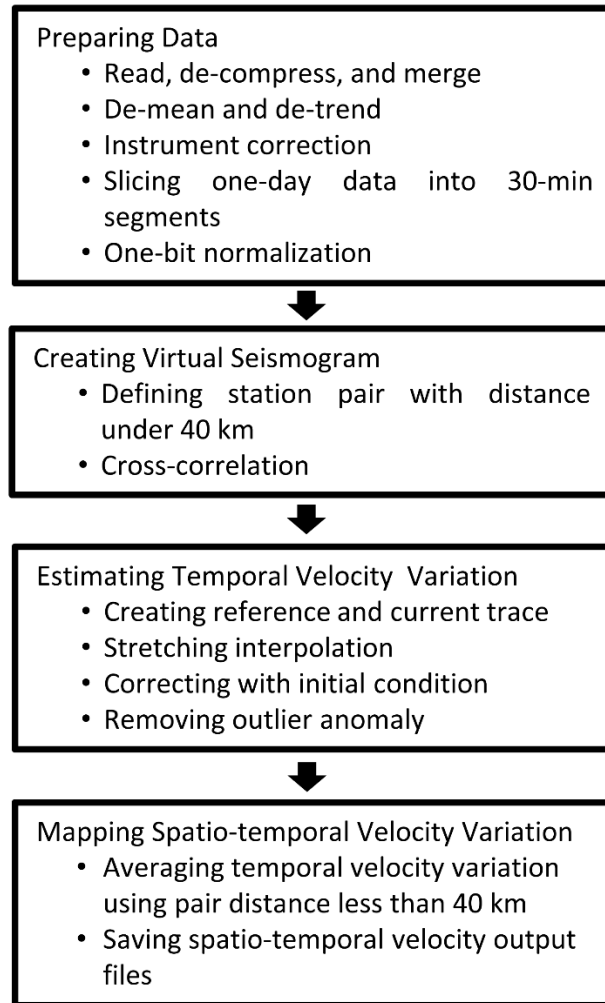 Preparing Data
• Read, de-compress, and merge
• De-mean and de-trend
• Instrument correction
• Slicing one-day data into 30-min
segments
• One-bit normalization
Creating Virtual Seismogram
• Defining station pair with distance
under 40 km
• Cross-correlation
Estimating Temporal Velocity Variation
• Creating reference and current trace
• Stretching interpolation
• Correcting with initial condition
• Removing outlier anomaly
Mapping Spatio-temporal Velocity Variation
• Averaging temporal velocity variation
using pair distance less than 40 km
• Saving spatio-temporal velocity output
files